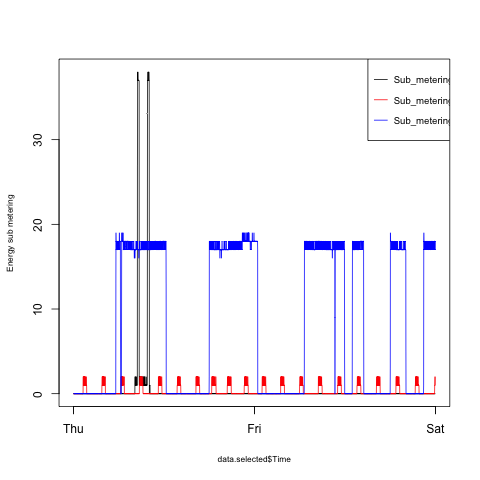 Sub_metering
Sub_metering
Sub_metering
Energy sub metering
30
20
10
0
Thu
Fri
Sat
data.selected$Time